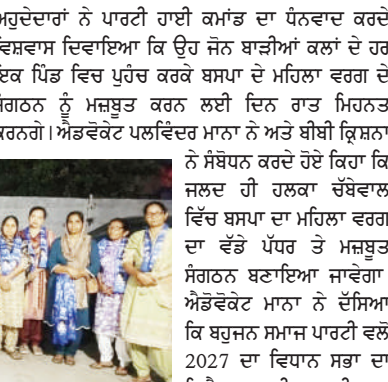 ਅਹੁਦੇਦਾਰਾਂ ਨੇ ਪਾਰਟੀ ਹਾਈ ਕਮਾਂਡ ਦਾ ਧੰਨਵਾਦ ਕਰਦੇ
ਵਿਸ਼ਵਾਸ ਦਿਵਾਇਆ ਕਿ ਉਹ ਜੋਨ ਬਾੜੀਆਂ ਕਲਾਂ ਦੇ ਹਰ
ਇਕ ਪਿੰਡ ਵਿਚ ਪੁਹੰਚ ਕਰਕੇ ਬਸਪਾ ਦੇ ਮਹਿਲਾ ਵਰਗ ਦੇ
ਸੰਗਠਨ ਨੂੰ ਮਜ਼ਬੂਤ ਕਰਨ ਲਈ ਦਿਨ ਰਾਤ ਮਿਹਨਤ
ਕਰਨਗੇ। ਐਡਵੋਕੇਟ ਪਲਵਿੰਦਰ ਮਾਨਾ ਨੇ ਅਤੇ ਬੀਬੀ ਕ੍ਰਿਸ਼ਨਾ
ਨੇ ਸੰਬੋਧਨ ਕਰਦੇ ਹੋਏ ਕਿਹਾ ਕਿ
ਜਲਦ ਹੀ ਹਲਕਾ ਚੱਬੇਵਾਲ
ਵਿੱਚ ਬਸਪਾ ਦਾ ਮਹਿਲਾ ਵਰਗ
ਦਾ ਵੱਡੇ ਪੱਧਰ ਤੇ ਮਜ਼ਬੂਤ
ਸੰਗਠਨ ਬਣਾਇਆ ਜਾਵੇਗਾ
ਐਡੋਵੋਕੇਟ ਮਾਨਾ ਨੇ ਦੱਸਿਆ
ਕਿ ਬਹੁਜਨ ਸਮਾਜ ਪਾਰਟੀ ਵਲੋਂ
2027 ਦਾ ਵਿਧਾਨ ਸਭਾ ਦਾ